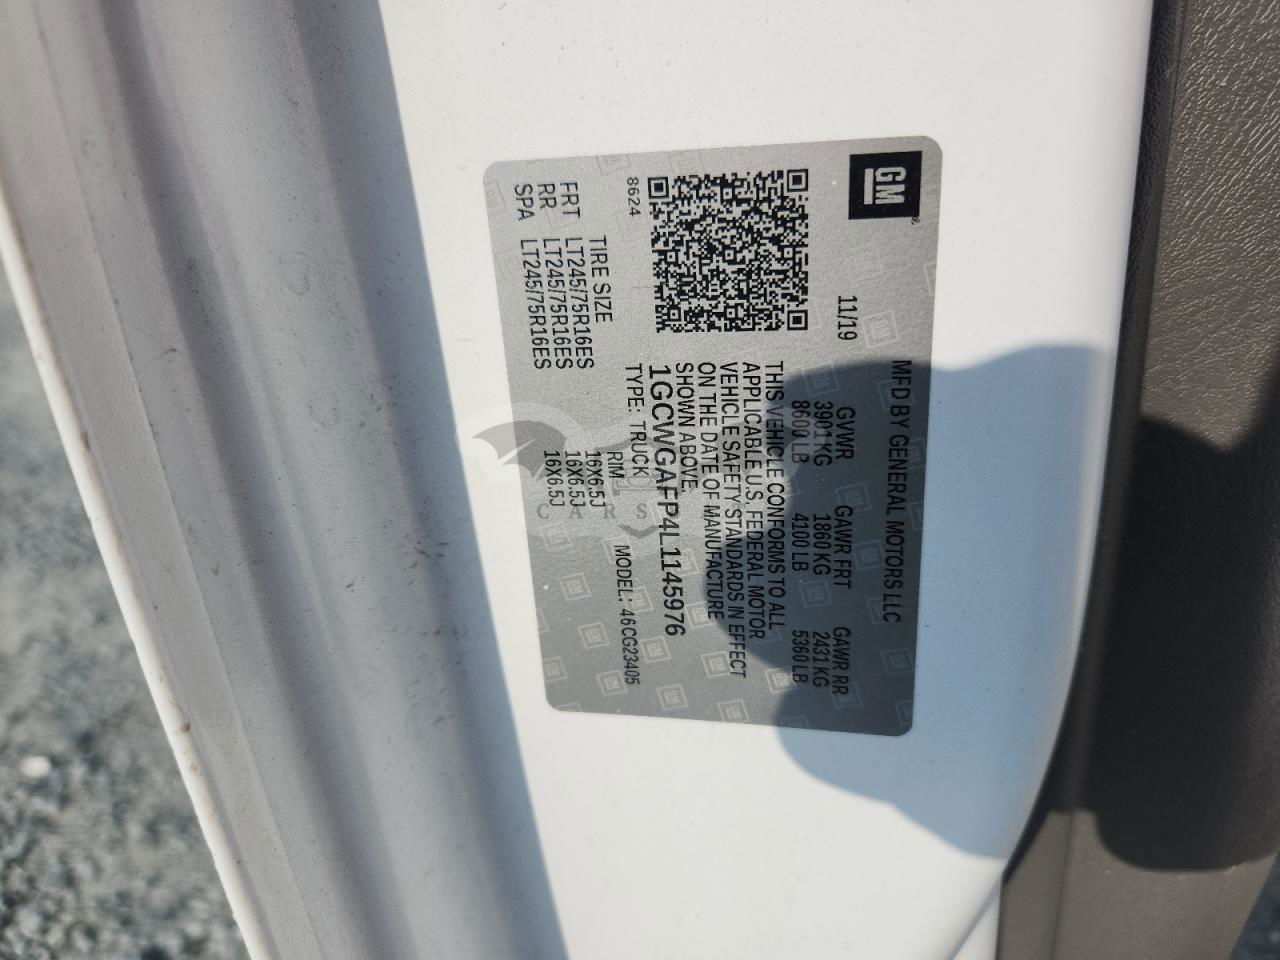 GM
MFD BY GENERAL MOTORS LLC
11/19 GVWR GAWR FRT GAWR RR
3901KG 1860 KG 2431 KG
8600 LB 4100 LB 5360 LB
THIS VEHICLE CONFORMS TO ALL
APPLICABLE U.S. FEDERAL MOTOR
VEHICLE SAFETY STANDARDS IN EFFECT
ON THE DATE OF MANUFACTURE
SHOWN ABOVE.
1GCWGAFP4L1145976
8624 TYPE: TRUCK MODEL: 46CG23405
TIRE SIZE RIM
FRT LT245/75R16ES 16X6.5J
RR LT245/75R16ES 16X6.5J
SPA LT245/75R16ES 16X6.5J
CARS